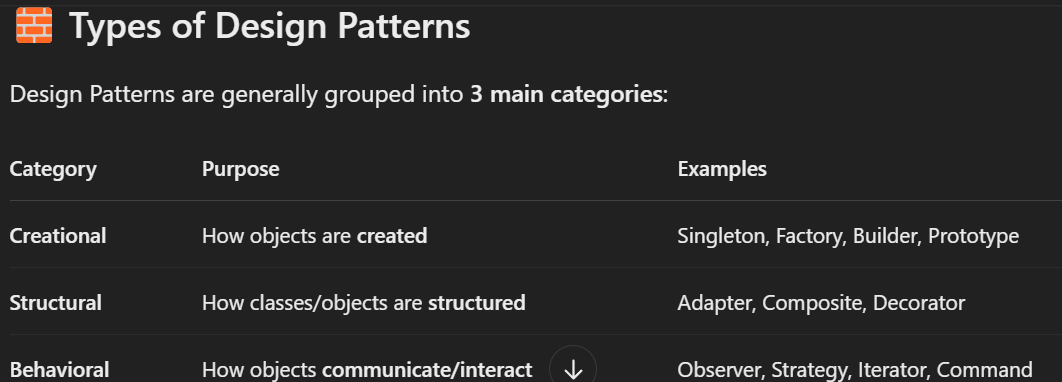 Types of Design Patterns
Design Patterns are generally grouped into 3 main categories:
Category Purpose Examples
Creational How objects are created Singleton, Factory, Builder, Prototype
Structural How classes/objects are structured Adapter, Composite, Decorator
Behavioral How objects communicate/interact Observer, Strategy, Iterator, Command